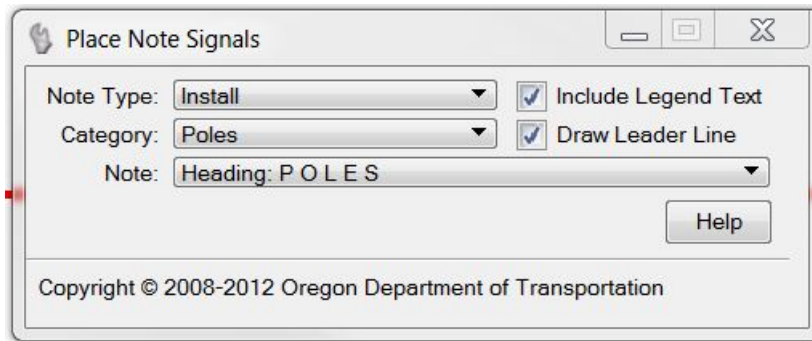 Place Note Signals
Note Type: Install Include Legend Text
Category: Poles Draw Leader Line
Note: Heading: P O L E S
Help
Copyright © 2008-2012 Oregon Department of Transportation